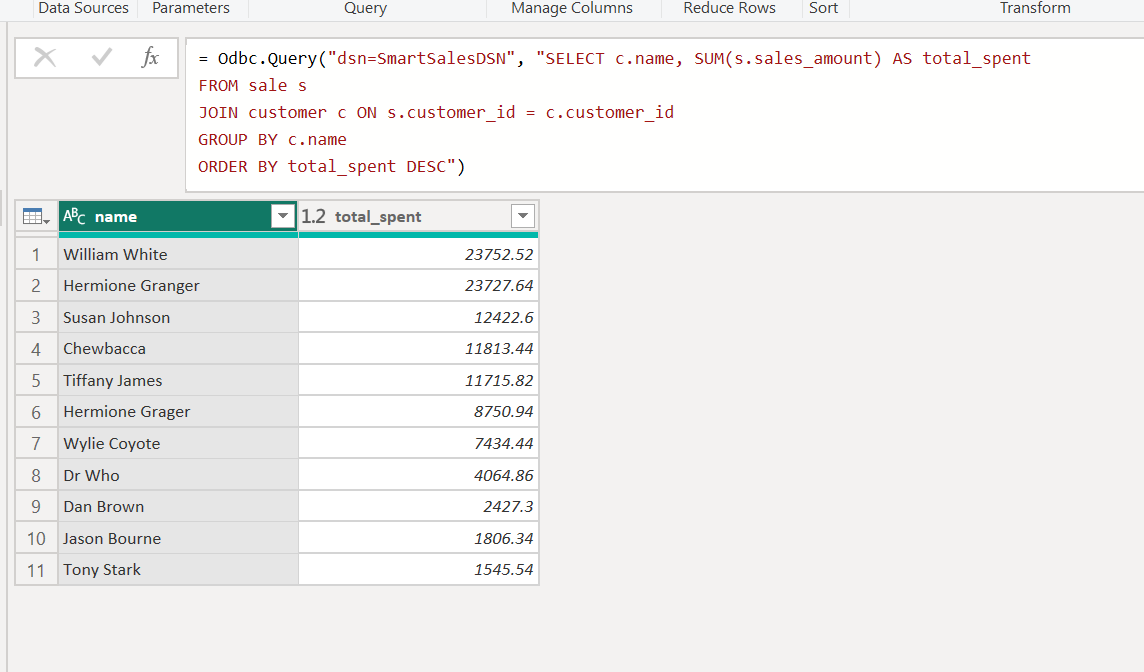 Data Sources Parameters Query Manage Columns Reduce Rows Sort Transform
fx = Odbc.Query("dsn=SmartSalesDSN", "SELECT c.name, SUM(s.sales_amount) AS total_spent
FROM sale s
JOIN customer c ON s.customer_id = c.customer_id
GROUP BY c.name
ORDER BY total_spent DESC")
ABC name 1.2 total_spent
1 William White 23752.52
2 Hermione Granger 23727.64
3 Susan Johnson 12422.6
4 Chewbacca 11813.44
5 Tiffany James 11715.82
6 Hermione Grager 8750.94
7 Wylie Coyote 7434.44
8 Dr Who 4064.86
9 Dan Brown 2427.3
10 Jason Bourne 1806.34
11 Tony Stark 1545.54